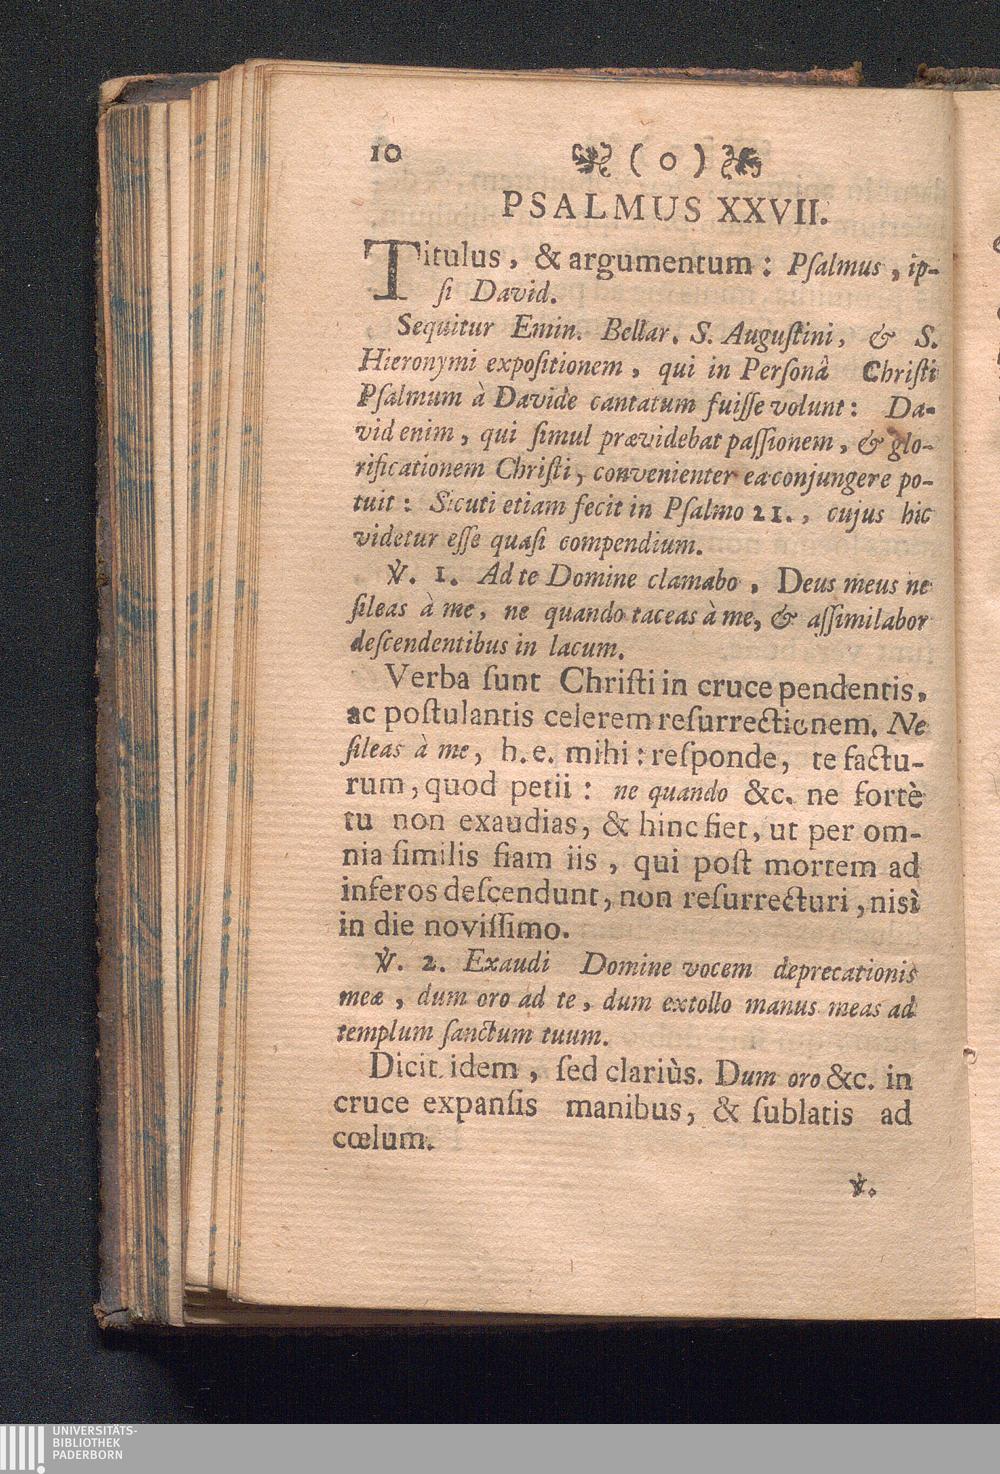 10 ( o )
PSALMUS XXVII.
Titulus, & argumentum: Pſalmus, ip-
ſi David.
Sequitur Emin. Bellar. S. Auguſtini, & S.
Hieronymi expoſitionem, qui in Perſonâ Chriſti
Pſalmum à Davide cantatum fuiſſe volunt: Da-
vid enim, qui ſimul prævidebat paſſionem, & glo-
rificationem Chriſti, convenienter ea conjungere po-
tuit: Sicuti etiam fecit in Pſalmo 21., cujus hic
videtur eſſe quaſi compendium.
℣. 1. Ad te Domine clamabo, Deus meus ne
ſileas à me, ne quando taceas à me, & aſſimilabor
deſcendentibus in lacum.
Verba ſunt Chriſti in cruce pendentis,
ac poſtulantis celerem reſurrectionem. Ne
ſileas à me, h.e. mihi: reſponde, te factu-
rum, quod petii: ne quando &c. ne fortè
tu non exaudias, & hinc fiet, ut per om-
nia ſimilis fiam iis, qui poſt mortem ad
inferos deſcendunt, non reſurrecturi, nisì
in die noviſſimo.
℣. 2. Exaudi Domine vocem deprecationis
meæ, dum oro ad te, dum extollo manus meas ad
templum ſanctum tuum.
Dicit idem, ſed clariùs. Dum oro &c. in
cruce expanſis manibus, & ſublatis ad
cœlum.
℣.
UNIVERSITÄTS-
BIBLIOTHEK
PADERBORN